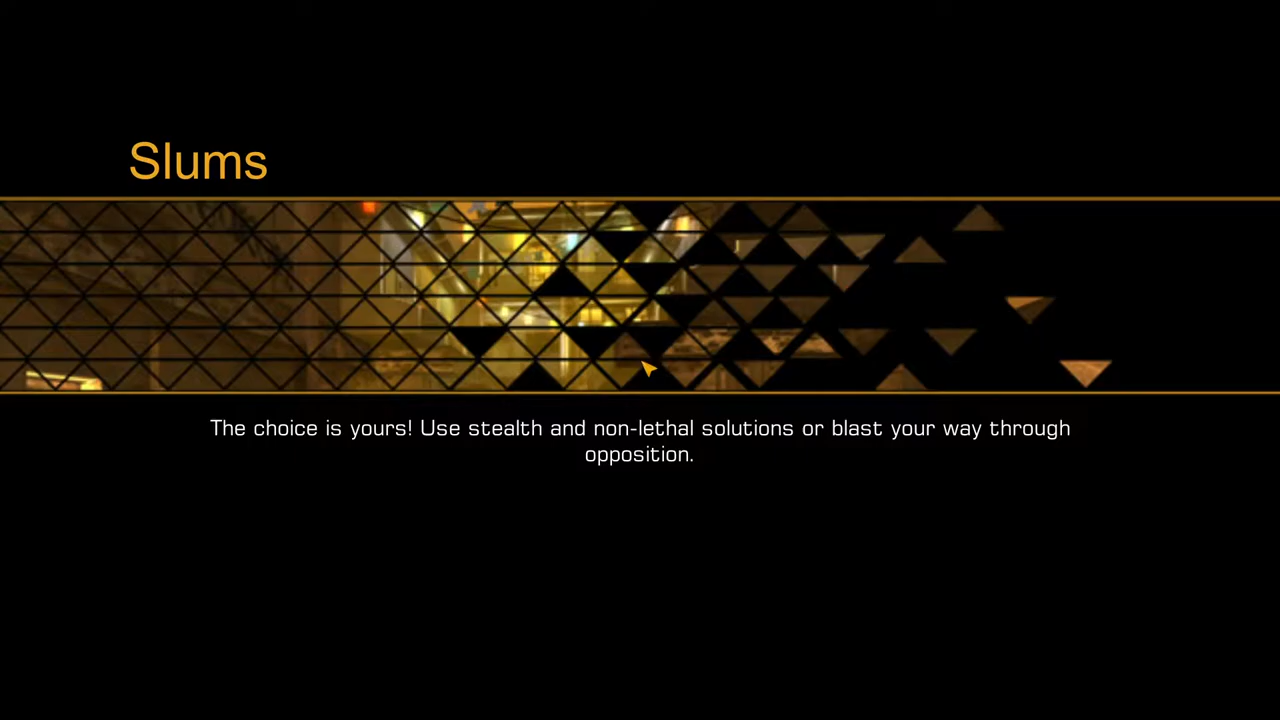 Slums
The choice is yours! Use stealth and non-lethal solutions or blast your way through
opposition.